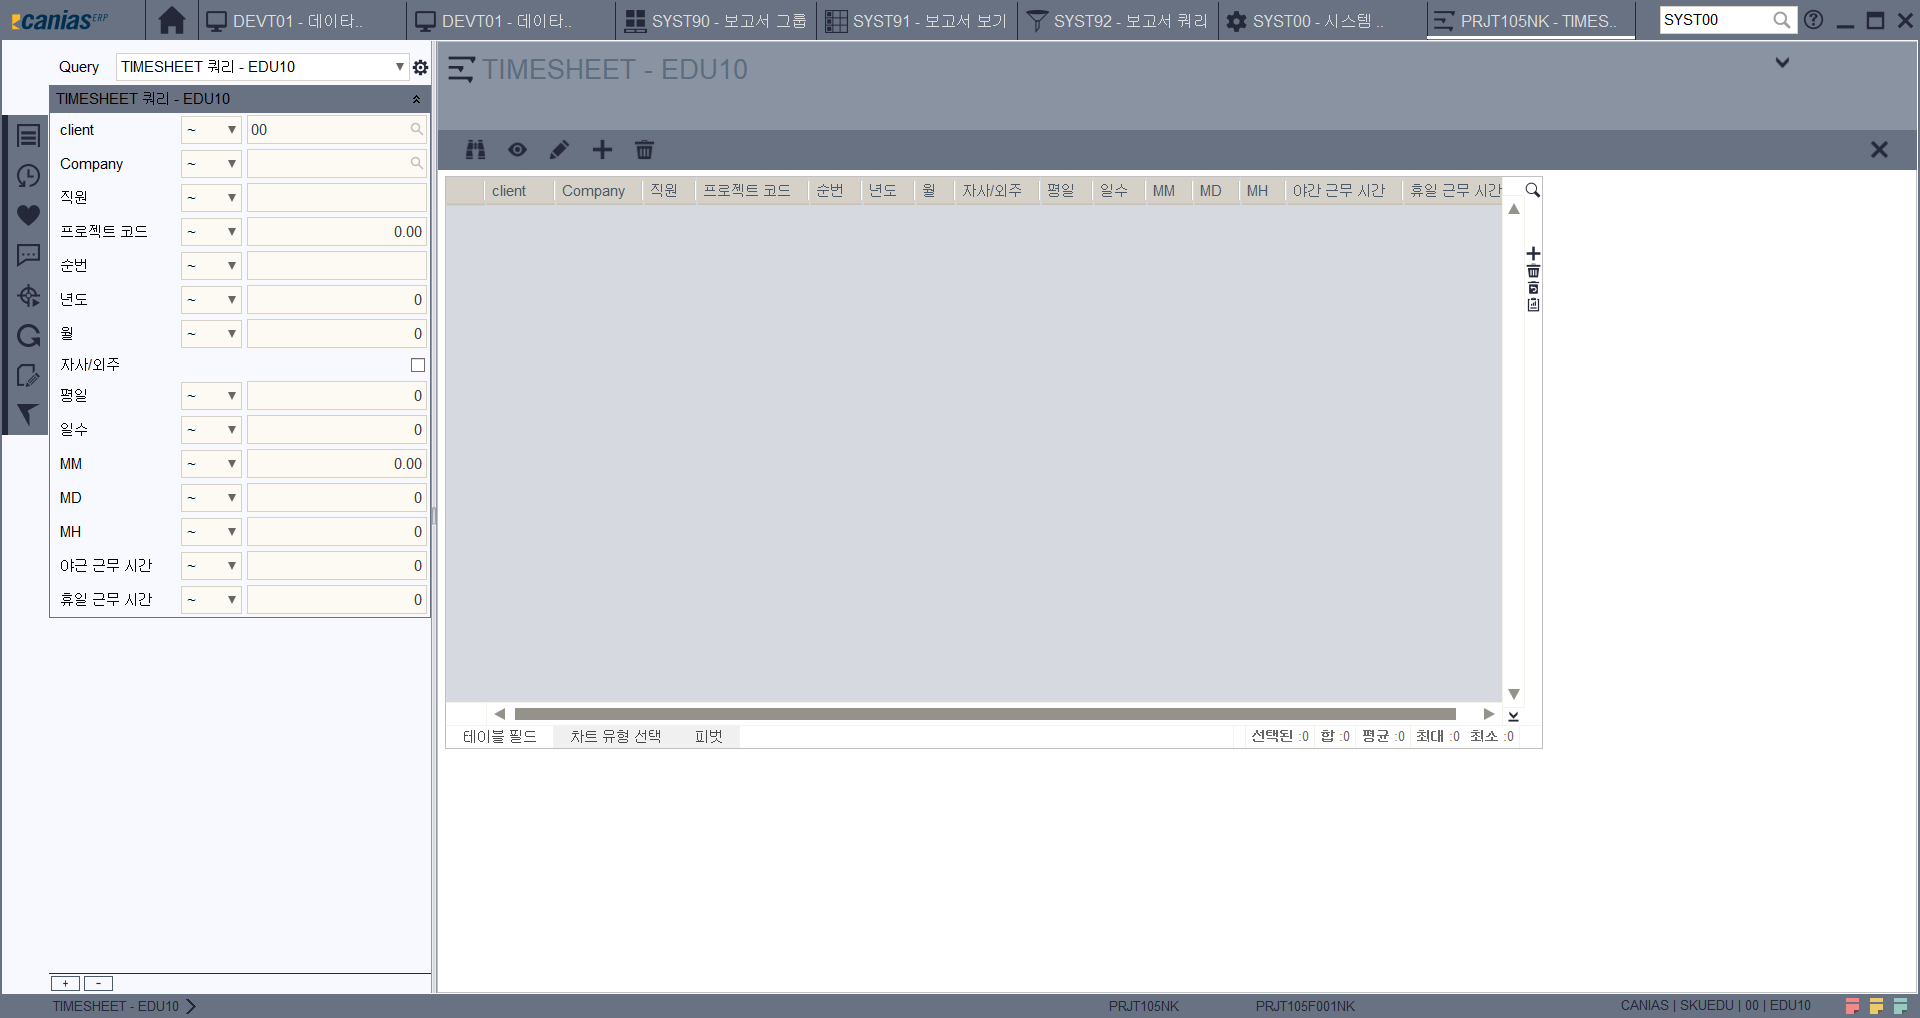 canias ERP
DEVT01 - 데이타..
DEVT01 - 데이타..
SYST90 - 보고서 그룹
SYST91 - 보고서 보기
SYST92 - 보고서 쿼리
SYST00 - 시스템 ..
PRJT105NK - TIMES..
SYST00
Query
TIMESHEET 쿼리 - EDU10
TIMESHEET 쿼리 - EDU10
client ~ 00
Company ~
직원 ~
프로젝트 코드 ~ 0.00
순번 ~
년도 ~ 0
월 ~ 0
자사/외주
평일 ~ 0
일수 ~ 0
MM ~ 0.00
MD ~ 0
MH ~ 0
야근 근무 시간 ~ 0
휴일 근무 시간 ~ 0
+ -
TIMESHEET - EDU10
client Company 직원 프로젝트 코드 순번 년도 월 자사/외주 평일 일수 MM MD MH 야간 근무 시간 휴일 근무 시간
테이블 필드 차트 유형 선택 피벗
선택된 :0 합 :0 평균 :0 최대 :0 최소 :0
TIMESHEET - EDU10
PRJT105NK
PRJT105F001NK
CANIAS | SKUEDU | 00 | EDU10